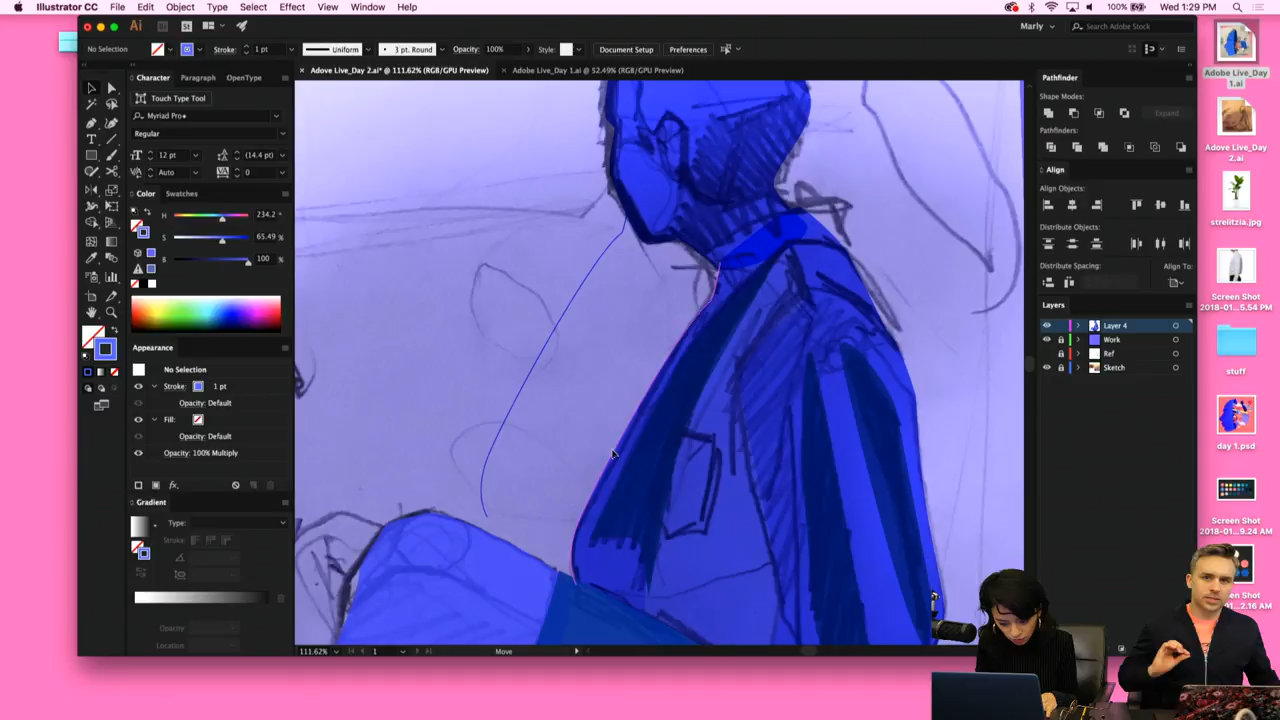 File Edit Object Type Select Effect View Window Help 100% Wed 1:29 PM
Ai Br St Marly Search Adobe Stock
No Selection Stroke: 1 pt Uniform 3 pt. Round Opacity: 100% Style: Document Setup Preferences
× Adove Live_Day 2.ai* @ 111.62% (RGB/GPU Preview) × Adobe Live_Day 1.ai @ 52.49% (RGB/GPU Preview)
Character Paragraph OpenType
Touch Type Tool
Myriad Pro
Regular
12 pt (14.4 pt)
Auto 0
Color Swatches
H 234.2 °
S 65.49 %
B 100 %
Appearance
No Selection
Stroke: 1 pt
Opacity: Default
Fill:
Opacity: Default
Opacity: 100% Multiply
fx
Gradient
Type:
Stroke:
Opacity:
Location:
111.62% 1 Move
Pathfinder
Shape Modes:
Expand
Pathfinders:
Align
Align Objects:
Distribute Objects:
Distribute Spacing: Align To:
Layers
Layer 4
Work
Ref
Sketch
Adobe Live_Day
1.ai
Adove Live_Day
2.ai
strelitzia.jpg
Screen Shot
2018-01...5.54 PM
stuff
day 1.psd
Screen Shot
2018-01...9.24 AM